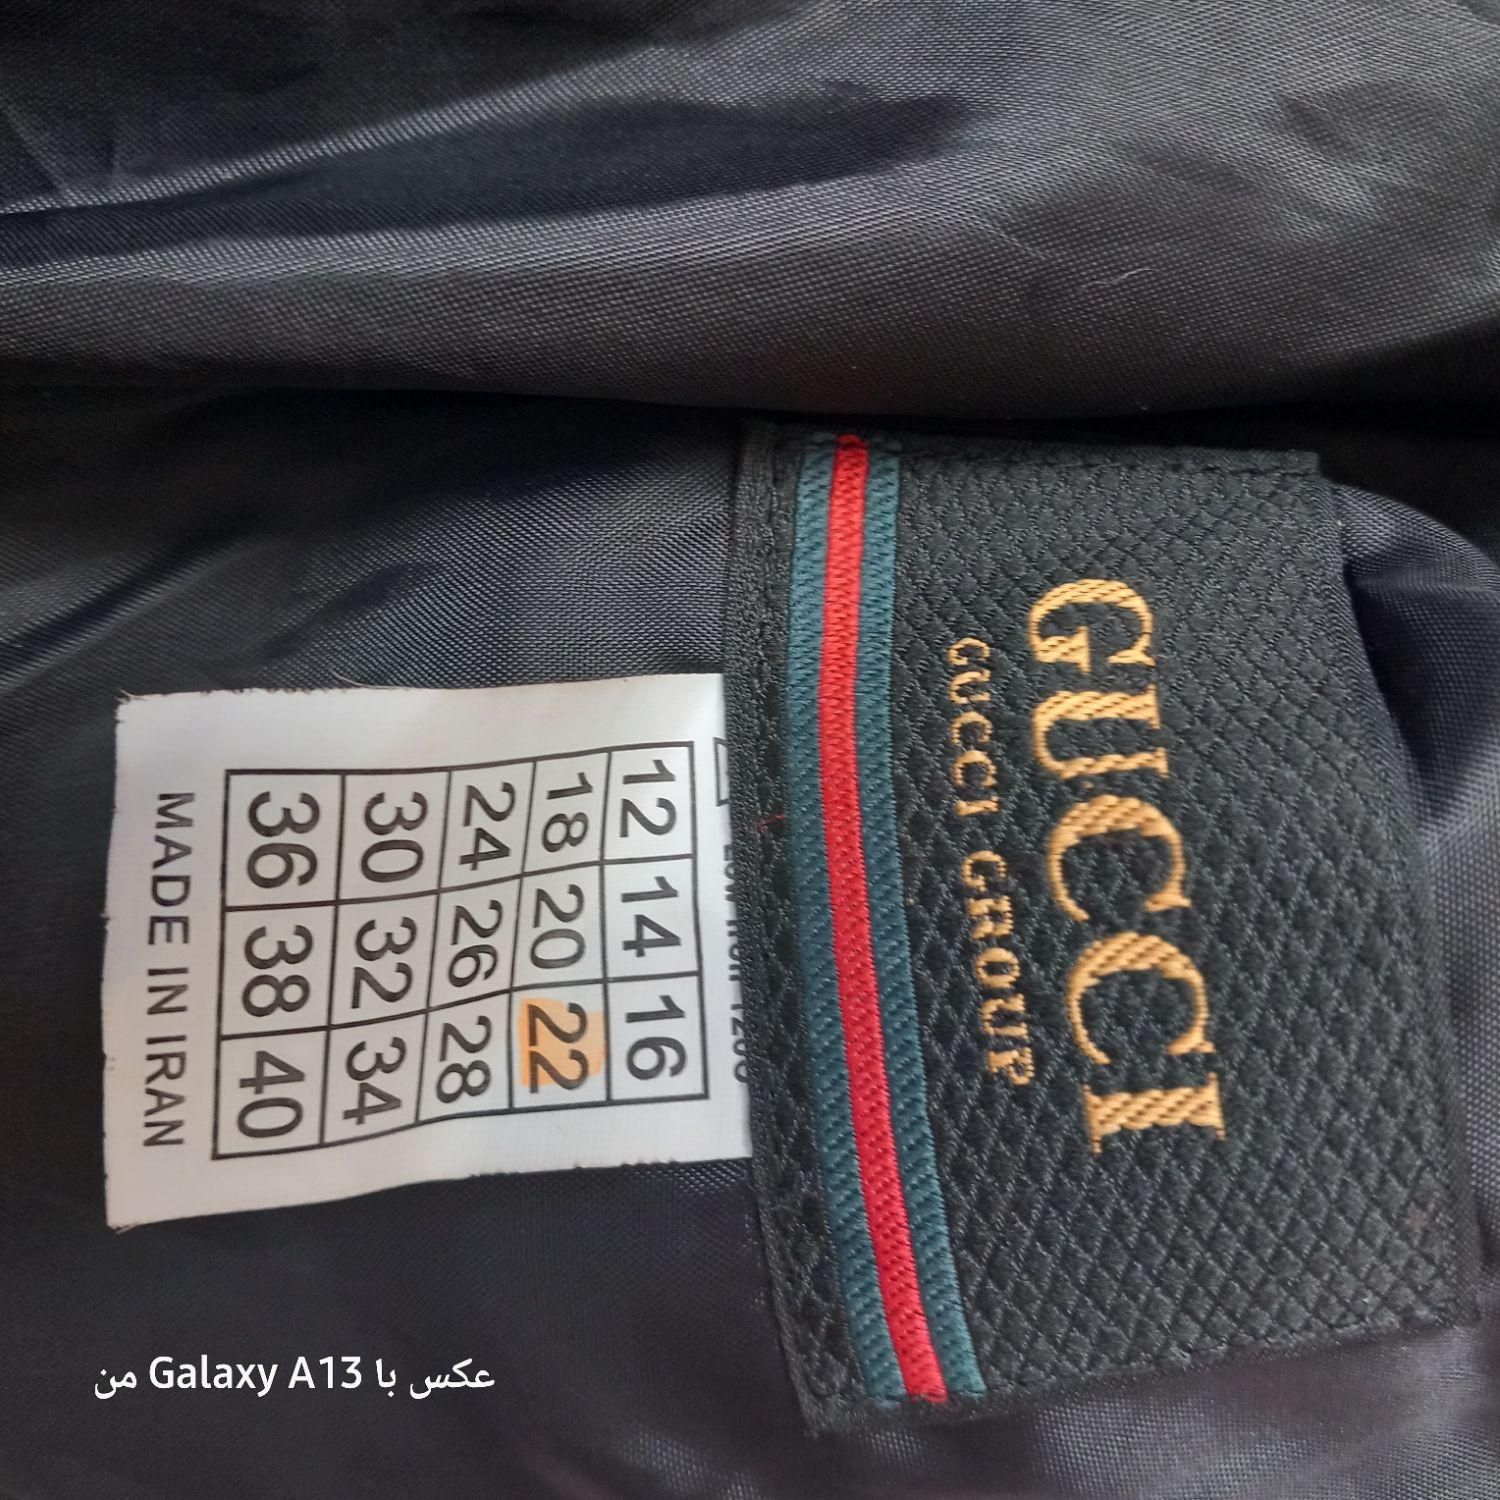 GUCCI
GUCCI GROUP
12 14 16
18 20 22
24 26 28
30 32 34
36 38 40
MADE IN IRAN
عکس با Galaxy A13 من